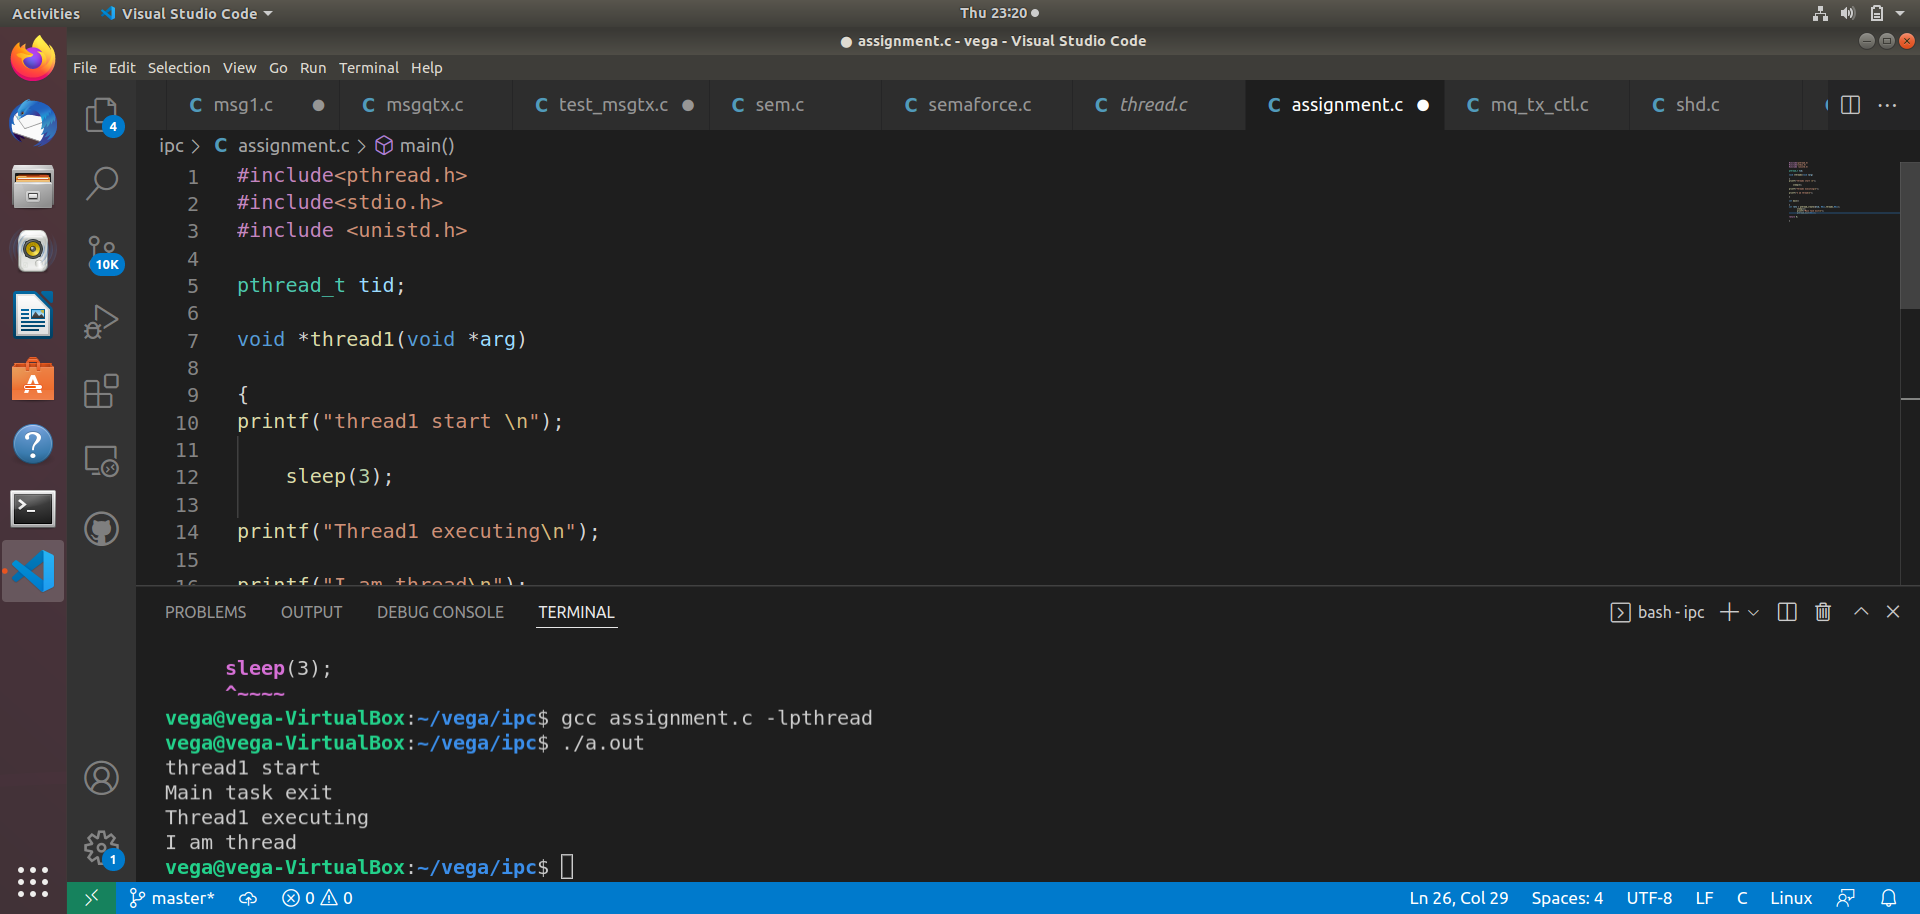 Activities Visual Studio Code Thu 23:20
assignment.c - vega - Visual Studio Code
File Edit Selection View Go Run Terminal Help
C msg1.c C msgqtx.c C test_msgtx.c C sem.c C semaforce.c C thread.c C assignment.c C mq_tx_ctl.c C shd.c
4
ipc > C assignment.c > main()
1 #include<pthread.h>
2 #include<stdio.h>
3 #include <unistd.h>
4
10K
5 pthread_t tid;
6
7 void *thread1(void *arg)
8
9 {
10 printf("thread1 start \n");
11
12 sleep(3);
13
14 printf("Thread1 executing\n");
15
16 printf("I am thread\n");
PROBLEMS OUTPUT DEBUG CONSOLE TERMINAL bash - ipc
sleep(3);
^~~~~
vega@vega-VirtualBox:~/vega/ipc$ gcc assignment.c -lpthread
vega@vega-VirtualBox:~/vega/ipc$ ./a.out
thread1 start
Main task exit
Thread1 executing
I am thread
1
vega@vega-VirtualBox:~/vega/ipc$
master* 0 0 Ln 26, Col 29 Spaces: 4 UTF-8 LF C Linux